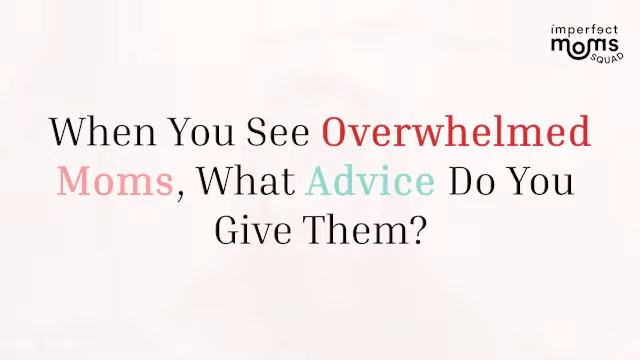 imperfect
moms
SQUAD
When You See Overwhelmed
Moms, What Advice Do You
Give Them?